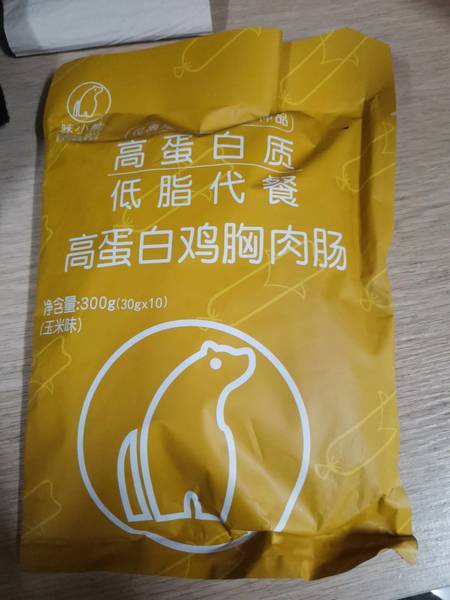 高蛋白质
低脂代餐
高蛋白鸡胸肉肠
净含量:300g(30gx10)
(玉米味)